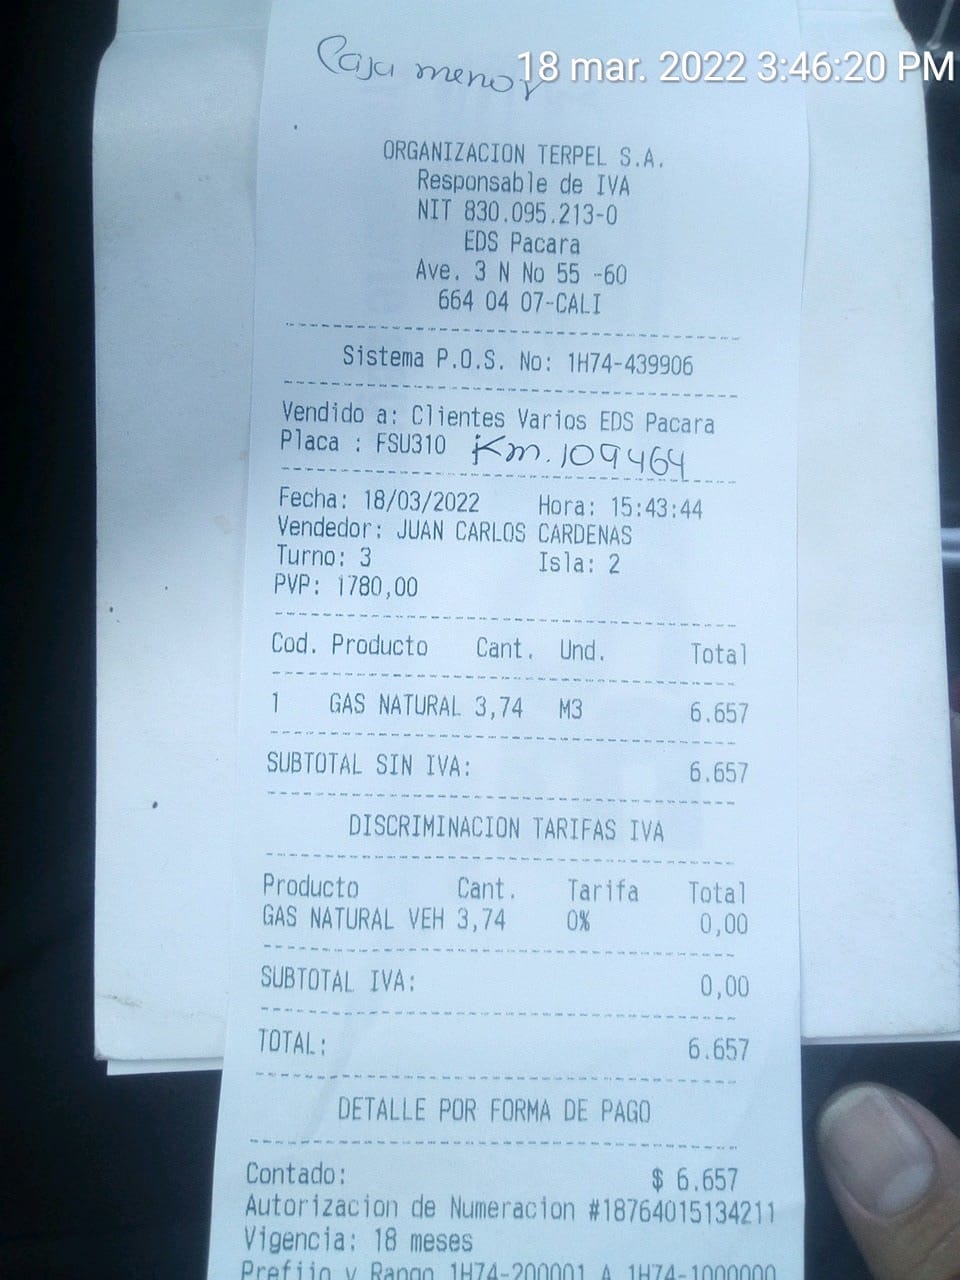 Caja menor
18 mar. 2022 3:46:20 PM
ORGANIZACION TERPEL S.A.
Responsable de IVA
NIT 830.095.213-0
EDS Pacara
Ave. 3 N No 55 -60
664 04 07-CALI
Sistema P.O.S. No: 1H74-439906
Vendido a: Clientes Varios EDS Pacara
Placa : FSU310 Km. 109464
Fecha: 18/03/2022 Hora: 15:43:44
Vendedor: JUAN CARLOS CARDENAS
Turno: 3 Isla: 2
PVP: 1780,00
Cod. Producto Cant. Und. Total
1 GAS NATURAL 3,74 M3 6.657
SUBTOTAL SIN IVA: 6.657
DISCRIMINACION TARIFAS IVA
Producto Cant. Tarifa Total
GAS NATURAL VEH 3,74 0% 0,00
SUBTOTAL IVA: 0,00
TOTAL: 6.657
DETALLE POR FORMA DE PAGO
Contado: $ 6.657
Autorizacion de Numeracion #18764015134211
Vigencia: 18 meses
Prefijo y Rango 1H74-200001 A 1H74-1000000